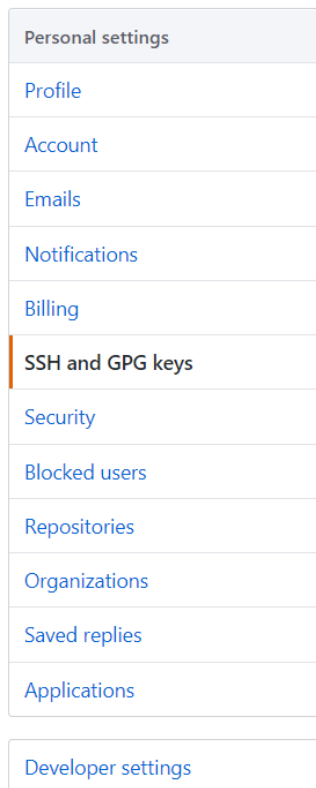 Personal settings
Profile
Account
Emails
Notifications
Billing
SSH and GPG keys
Security
Blocked users
Repositories
Organizations
Saved replies
Applications
Developer settings